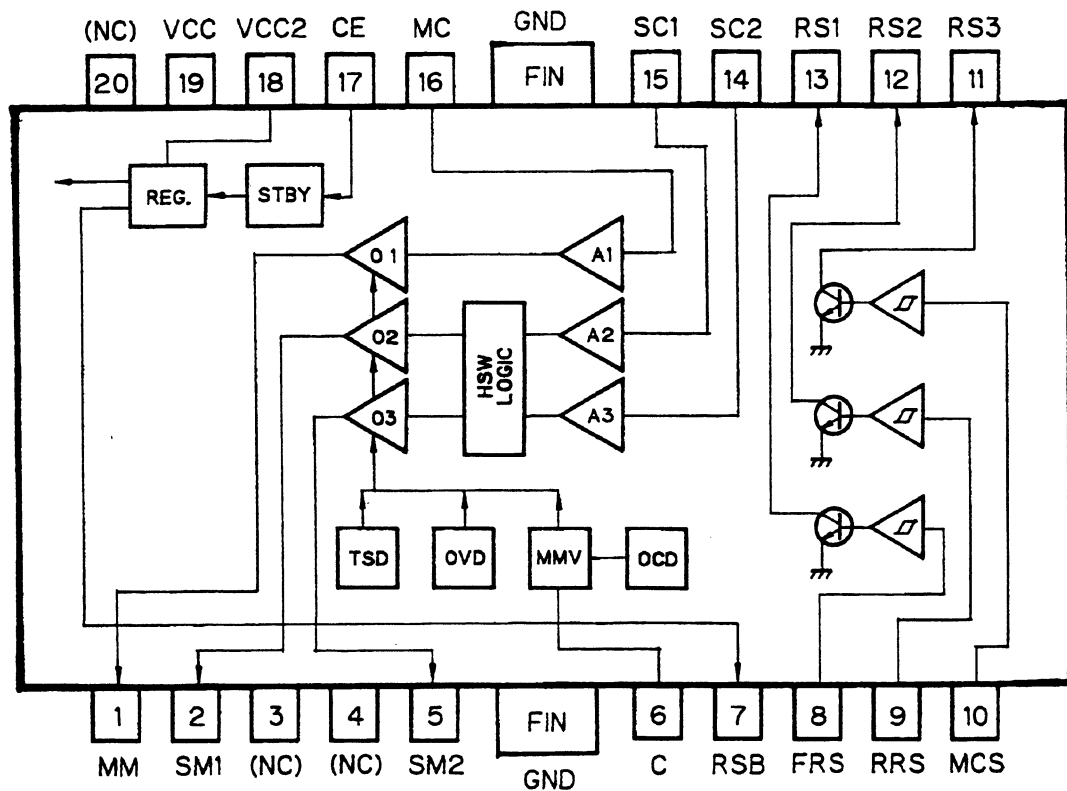 (NC) VCC VCC2 CE MC GND SC1 SC2 RS1 RS2 RS3
20 19 18 17 16 FIN 15 14 13 12 11
REG. STBY
O1 A1
O2 A2
HSW LOGIC
O3 A3
TSD OVD MMV OCD
1 2 3 4 5 FIN 6 7 8 9 10
MM SM1 (NC) (NC) SM2 GND C RSB FRS RRS MCS